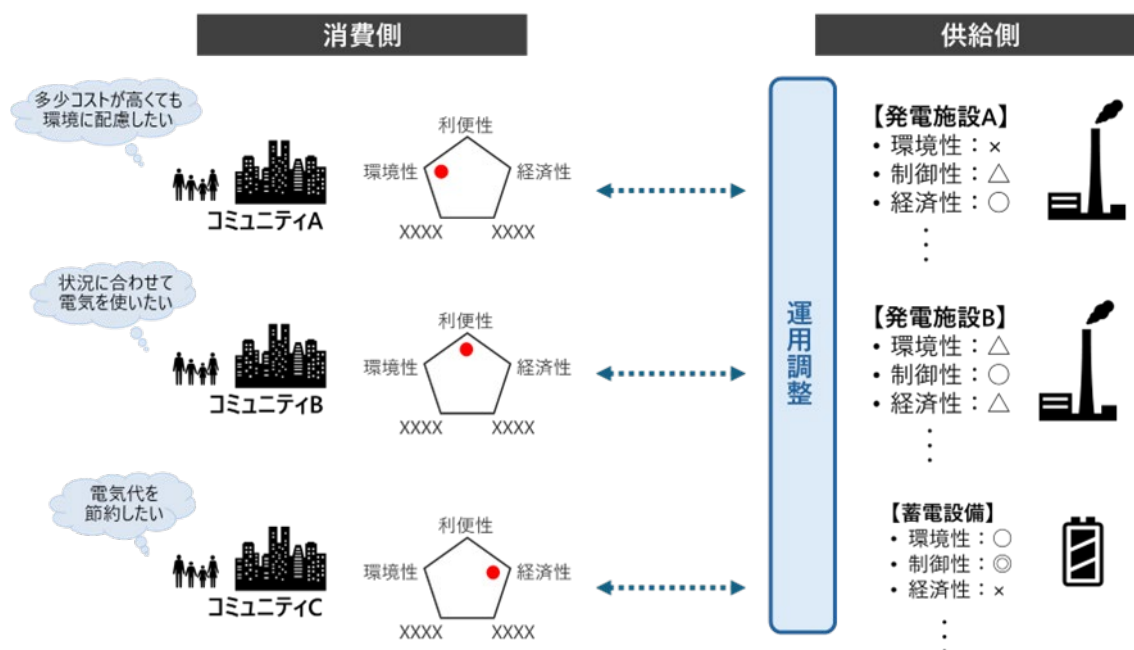 消費側
供給側
多少コストが高くても
環境に配慮したい
コミュニティA
利便性
環境性
経済性
XXXX
XXXX
状況に合わせて
電気を使いたい
コミュニティB
利便性
環境性
経済性
XXXX
XXXX
電気代を
節約したい
コミュニティC
利便性
環境性
経済性
XXXX
XXXX
運用調整
【発電施設A】
・環境性：×
・制御性：△
・経済性：○
⋮
【発電施設B】
・環境性：△
・制御性：○
・経済性：△
⋮
【蓄電設備】
・環境性：○
・制御性：◎
・経済性：×
⋮